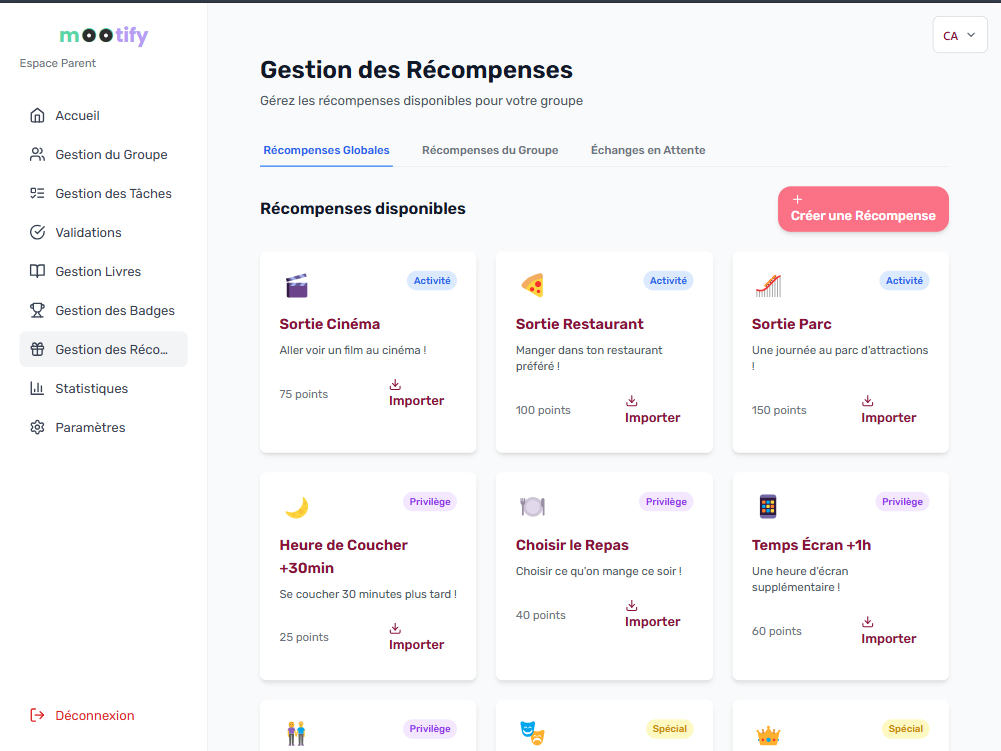 mootify
Espace Parent
CA
Accueil
Gestion du Groupe
Gestion des Tâches
Validations
Gestion Livres
Gestion des Badges
Gestion des Réco...
Statistiques
Paramètres
Déconnexion
Gestion des Récompenses
Gérez les récompenses disponibles pour votre groupe
Récompenses Globales
Récompenses du Groupe
Échanges en Attente
Récompenses disponibles
Créer une Récompense
Activité
Sortie Cinéma
Aller voir un film au cinéma !
75 points
Importer
Activité
Sortie Restaurant
Manger dans ton restaurant
préféré !
100 points
Importer
Activité
Sortie Parc
Une journée au parc d'attractions
!
150 points
Importer
Privilège
Heure de Coucher
+30min
Se coucher 30 minutes plus tard !
25 points
Importer
Privilège
Choisir le Repas
Choisir ce qu'on mange ce soir !
40 points
Importer
Privilège
Temps Écran +1h
Une heure d'écran
supplémentaire !
60 points
Importer
Privilège
Spécial
Spécial